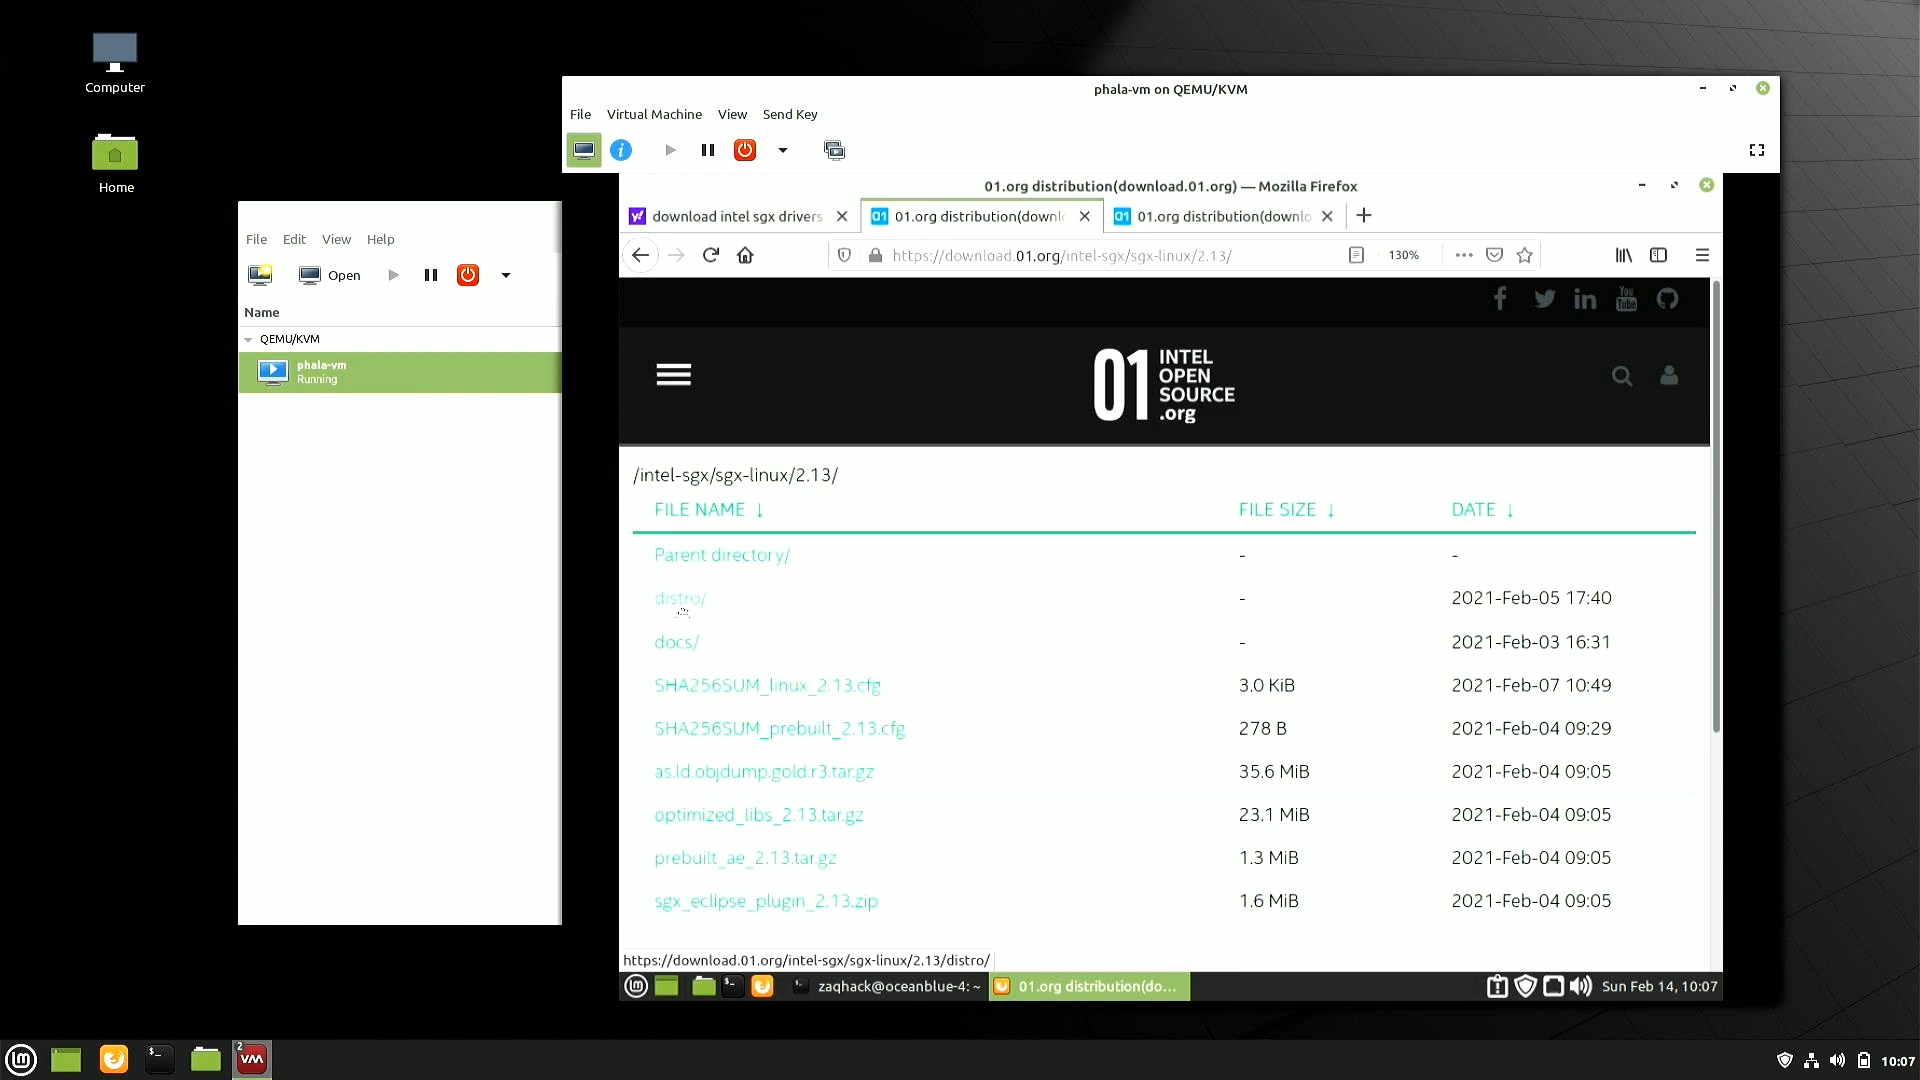 Computer
Home
phala-vm on QEMU/KVM
File Virtual Machine View Send Key
01.org distribution(download.01.org) — Mozilla Firefox
download intel sgx drivers
01.org distribution(downl
01.org distribution(downlo
https://download.01.org/intel-sgx/sgx-linux/2.13/
130%
File Edit View Help
Open
Name
QEMU/KVM
phala-vm
Running
01 INTEL
OPEN
SOURCE
.org
You
Tube
/intel-sgx/sgx-linux/2.13/
FILE NAME ↓ FILE SIZE ↓ DATE ↓
Parent directory/ - -
distro/ - 2021-Feb-05 17:40
docs/ - 2021-Feb-03 16:31
SHA256SUM_linux_2.13.cfg 3.0 KiB 2021-Feb-07 10:49
SHA256SUM_prebuilt_2.13.cfg 278 B 2021-Feb-04 09:29
as.ld.objdump.gold.r3.tar.gz 35.6 MiB 2021-Feb-04 09:05
optimized_libs_2.13.tar.gz 23.1 MiB 2021-Feb-04 09:05
prebuilt_ae_2.13.tar.gz 1.3 MiB 2021-Feb-04 09:05
sgx_eclipse_plugin_2.13.zip 1.6 MiB 2021-Feb-04 09:05
https://download.01.org/intel-sgx/sgx-linux/2.13/distro/
zaqhack@oceanblue-4: ~
01.org distribution(do...
Sun Feb 14, 10:07
2
VM
10:07